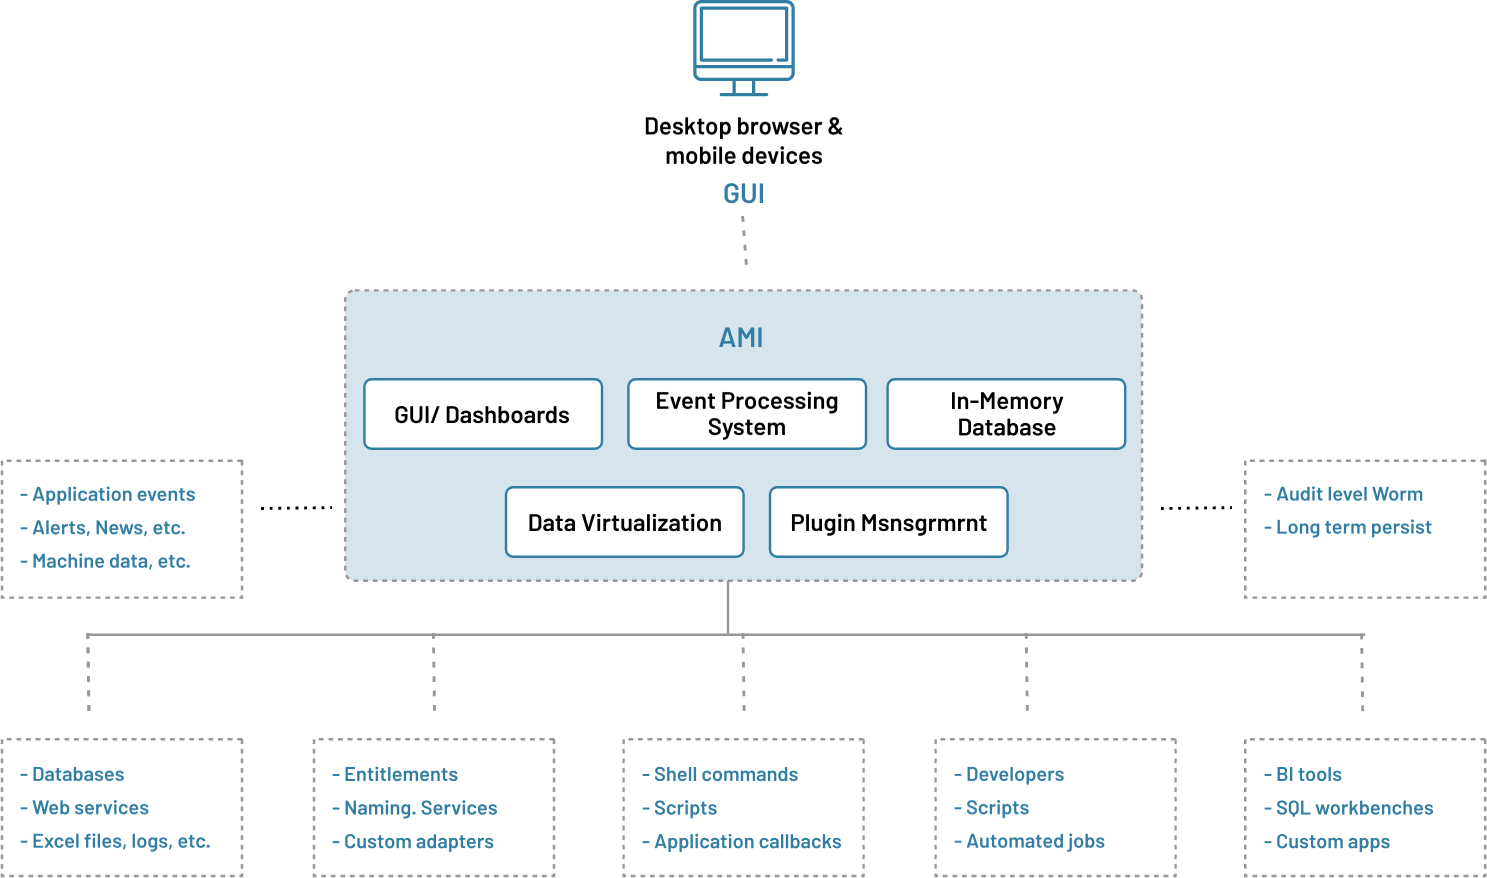 Desktop browser &
mobile devices
GUI
AMI
GUI/ Dashboards
Event Processing
System
In-Memory
Database
Data Virtualization
Plugin Msnsgrmrnt
- Application events
- Alerts, News, etc.
- Machine data, etc.
- Audit level Worm
- Long term persist
- Databases
- Web services
- Excel files, logs, etc.
- Entitlements
- Naming. Services
- Custom adapters
- Shell commands
- Scripts
- Application callbacks
- Developers
- Scripts
- Automated jobs
- BI tools
- SQL workbenches
- Custom apps